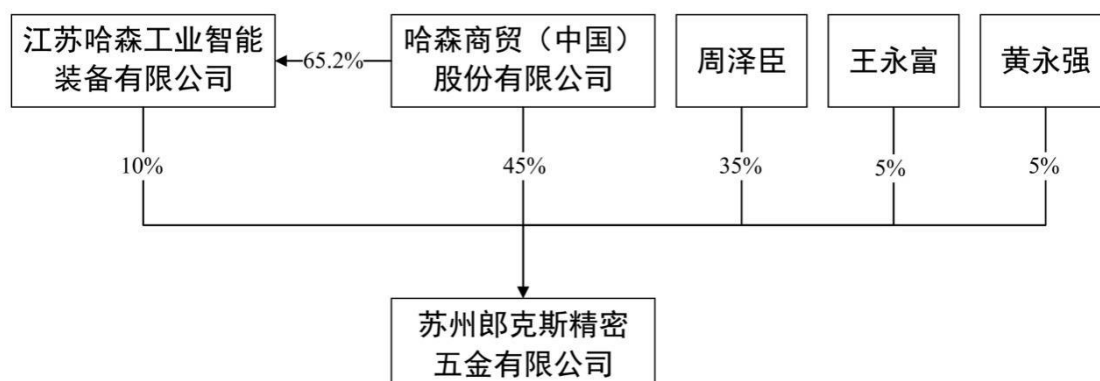 江苏哈森工业智能
装备有限公司
65.2%
哈森商贸（中国）
股份有限公司
周泽臣
王永富
黄永强
10%
45%
35%
5%
5%
苏州郎克斯精密
五金有限公司